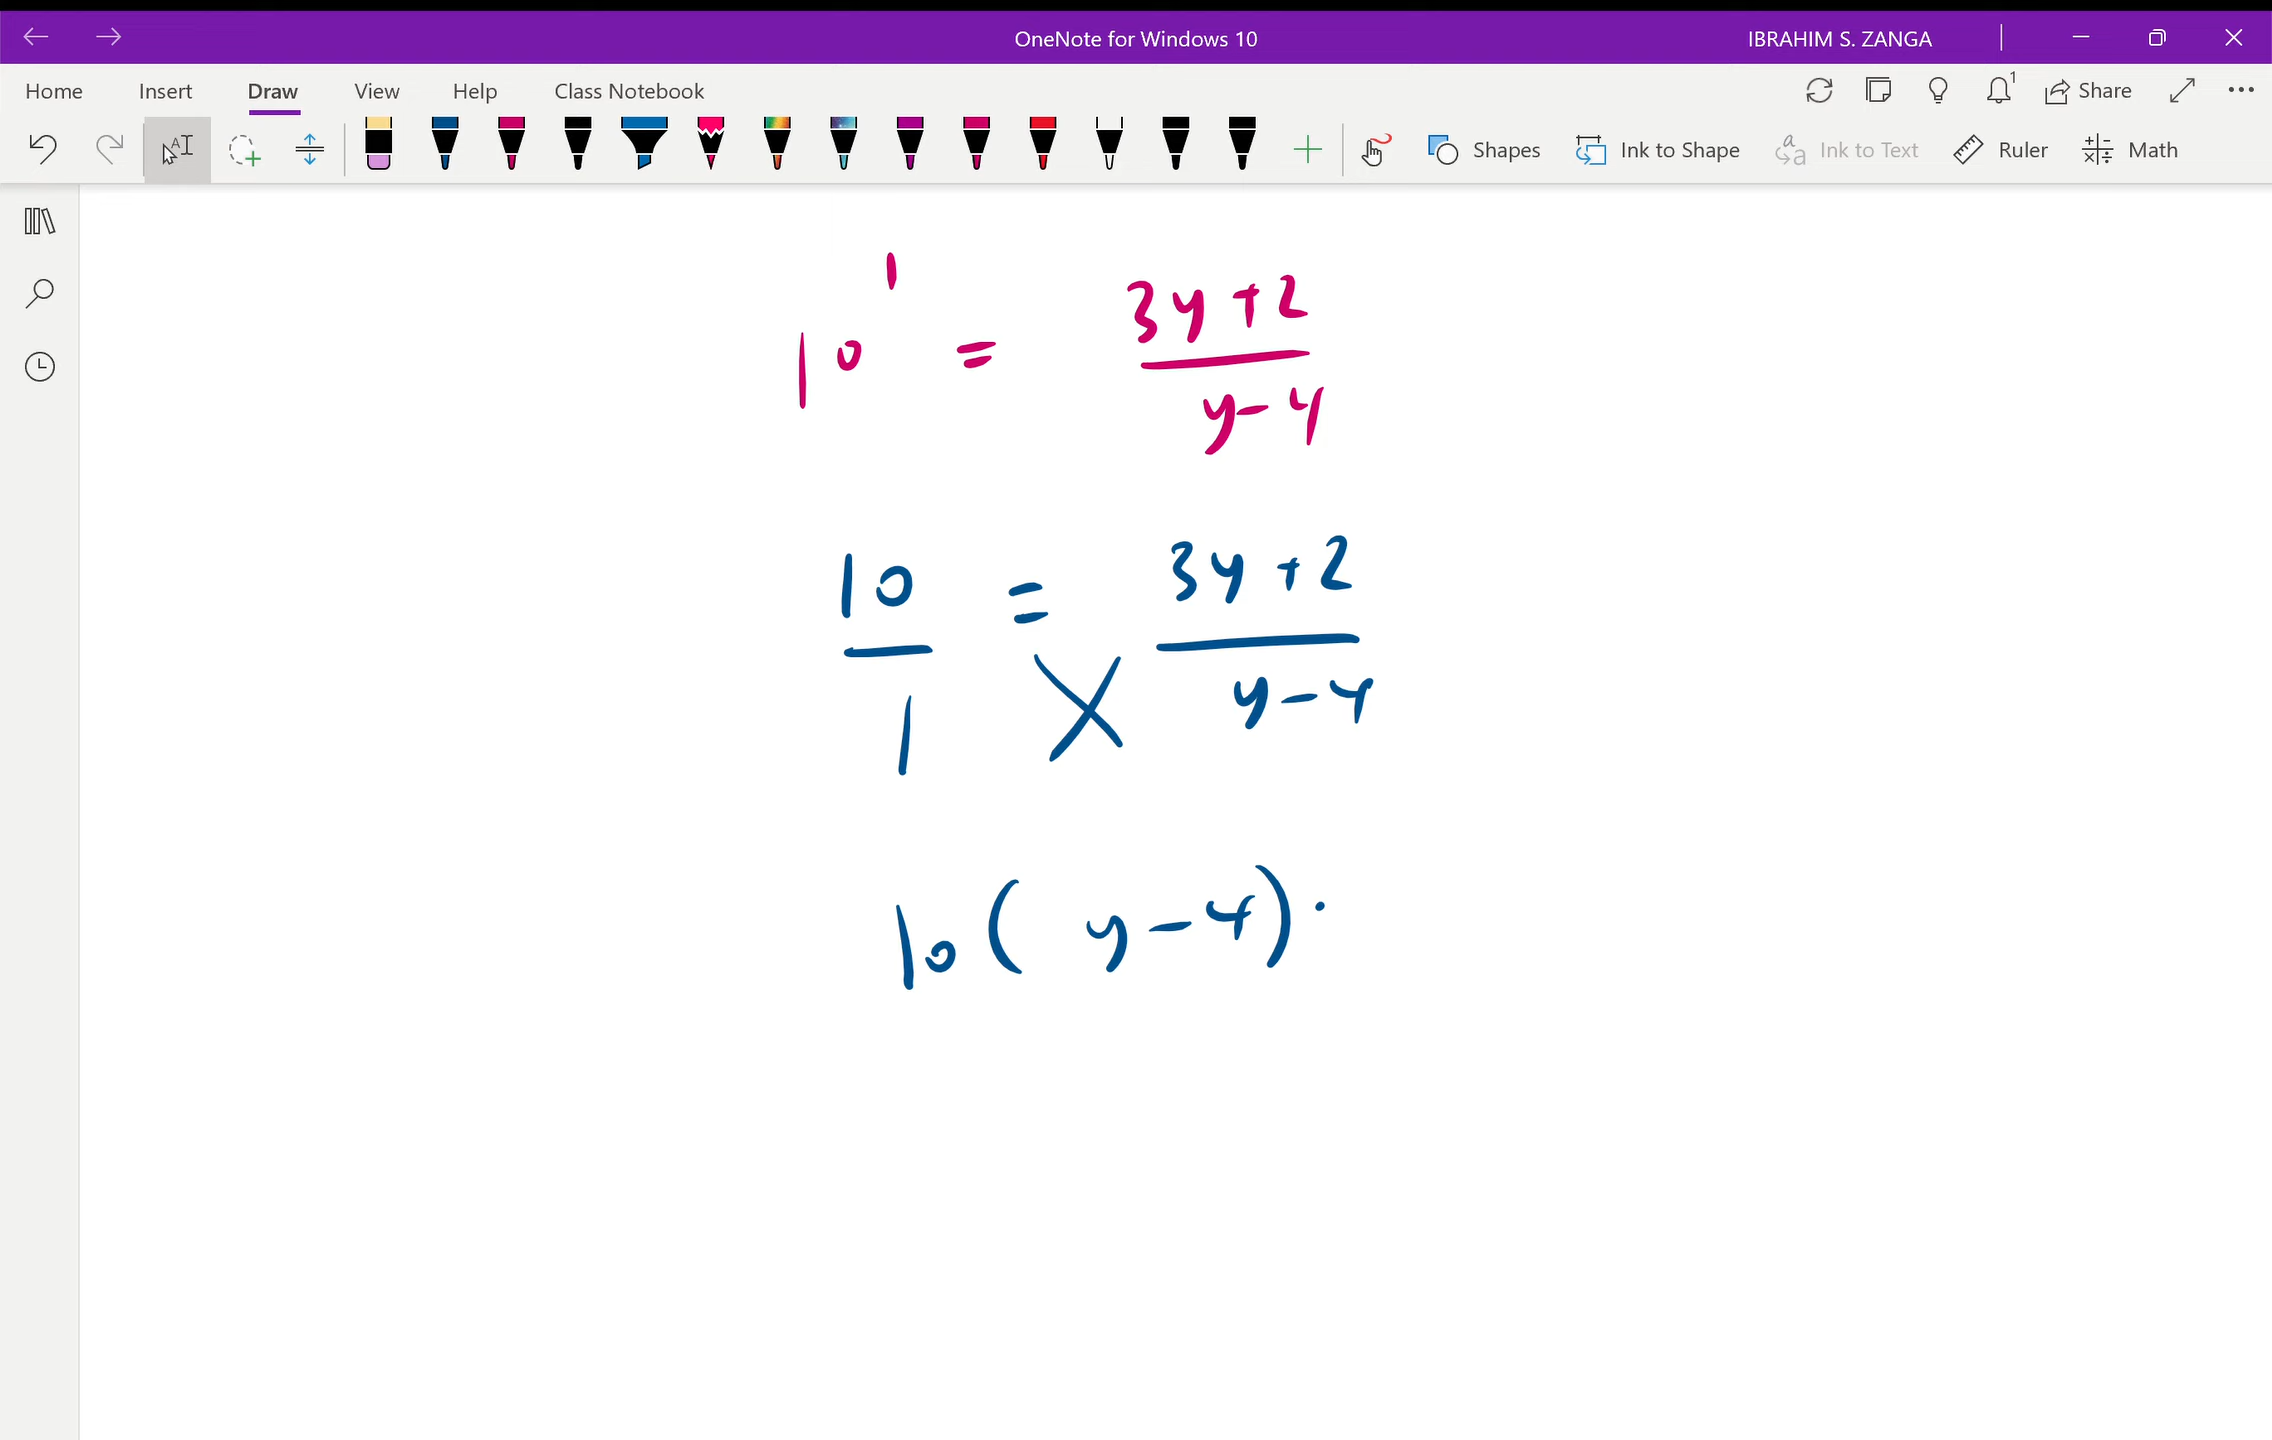 OneNote for Windows 10
IBRAHIM S. ZANGA
Home Insert Draw View Help Class Notebook
1 Share
Shapes Ink to Shape Ink to Text Ruler Math
10¹ = (3y+2)/(y-4)
10/1 = (3y+2)/(y-4)
X
10(y-4) ·